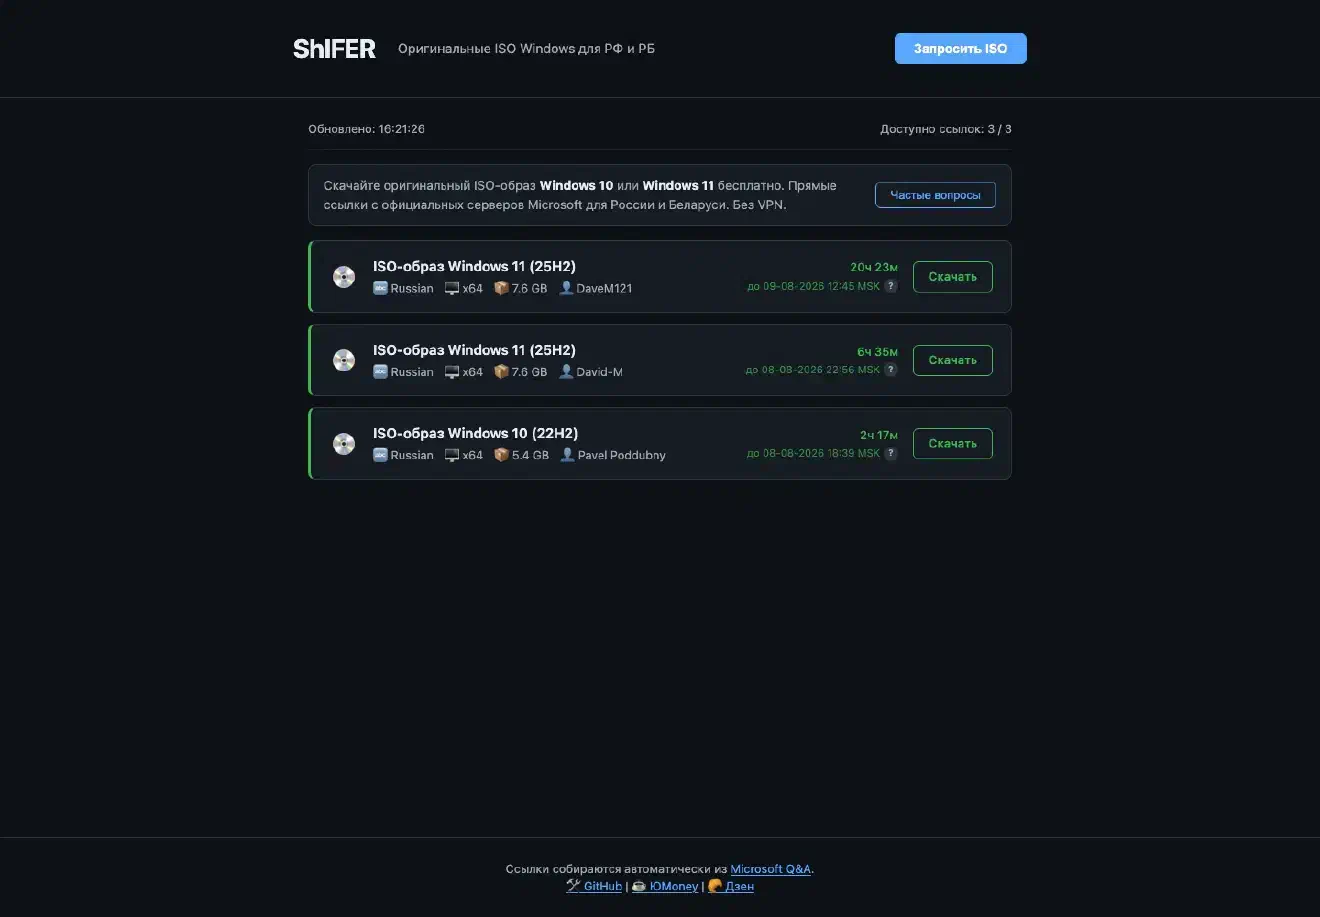 ShIFER
Оригинальные ISO Windows для РФ и РБ
Запросить ISO
Обновлено: 16:21:26
Доступно ссылок: 3 / 3
Скачайте оригинальный ISO-образ Windows 10 или Windows 11 бесплатно. Прямые
ссылки с официальных серверов Microsoft для России и Беларуси. Без VPN.
Частые вопросы
ISO-образ Windows 11 (25H2)
abc Russian x64 7.6 GB DaveM121
20ч 23м
до 09-08-2026 12:45 MSK ?
Скачать
ISO-образ Windows 11 (25H2)
abc Russian x64 7.6 GB David-M
6ч 35м
до 08-08-2026 22:56 MSK ?
Скачать
ISO-образ Windows 10 (22H2)
abc Russian x64 5.4 GB Pavel Poddubny
2ч 17м
до 08-08-2026 18:39 MSK ?
Скачать
Ссылки собираются автоматически из Microsoft Q&A.
GitHub | ЮMoney | Дзен